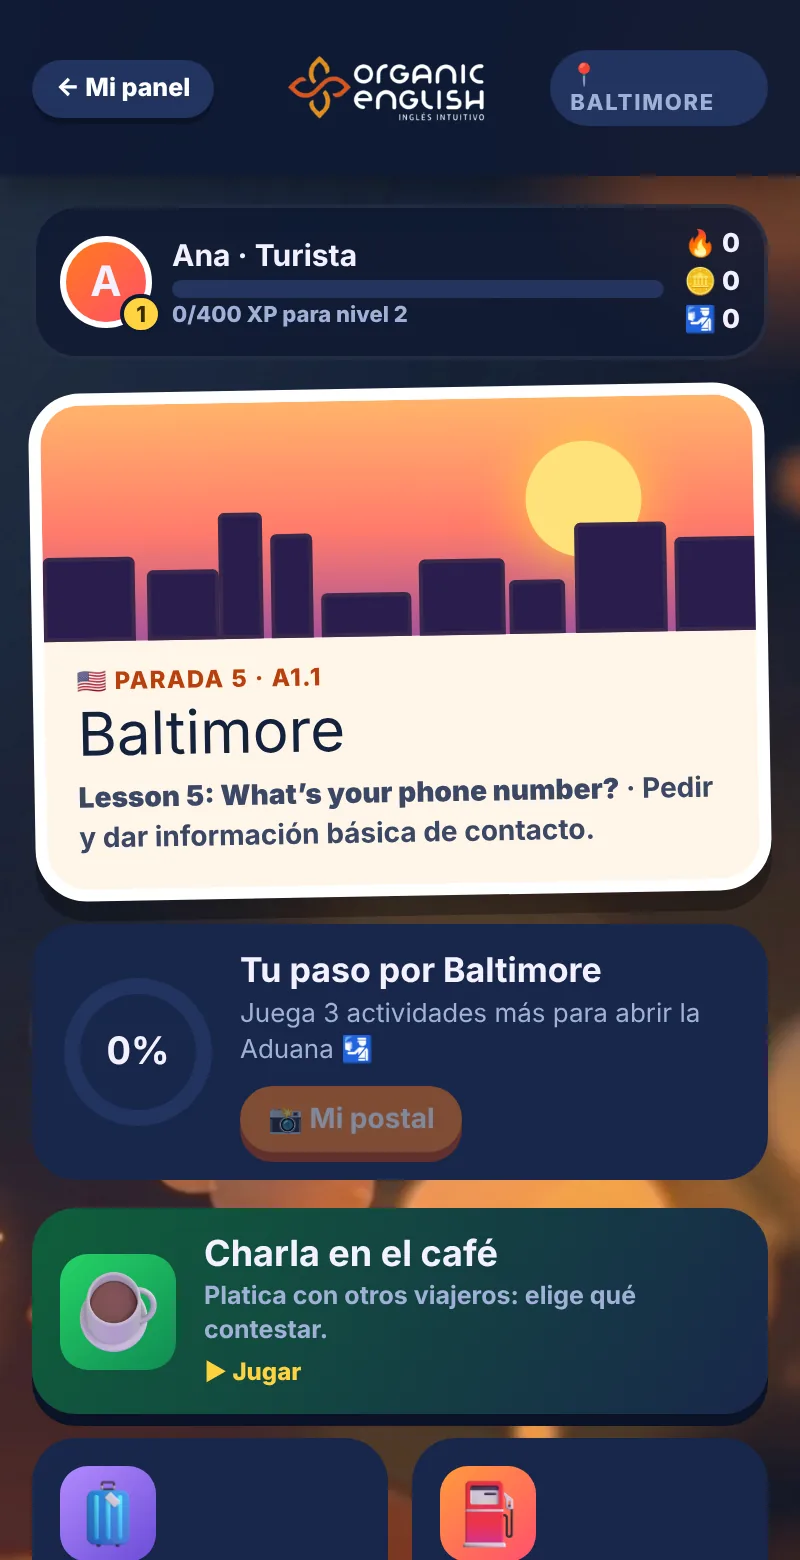 ← Mi panel
ORGANIC
ENGLISH
INGLÉS INTUITIVO
📍
BALTIMORE
A
1
Ana · Turista
0/400 XP para nivel 2
🔥 0
🪙 0
🛃 0
🇺🇸 PARADA 5 · A1.1
Baltimore
Lesson 5: What’s your phone number? · Pedir
y dar información básica de contacto.
0%
Tu paso por Baltimore
Juega 3 actividades más para abrir la
Aduana 🛃
📸 Mi postal
Charla en el café
Platica con otros viajeros: elige qué
contestar.
▶ Jugar